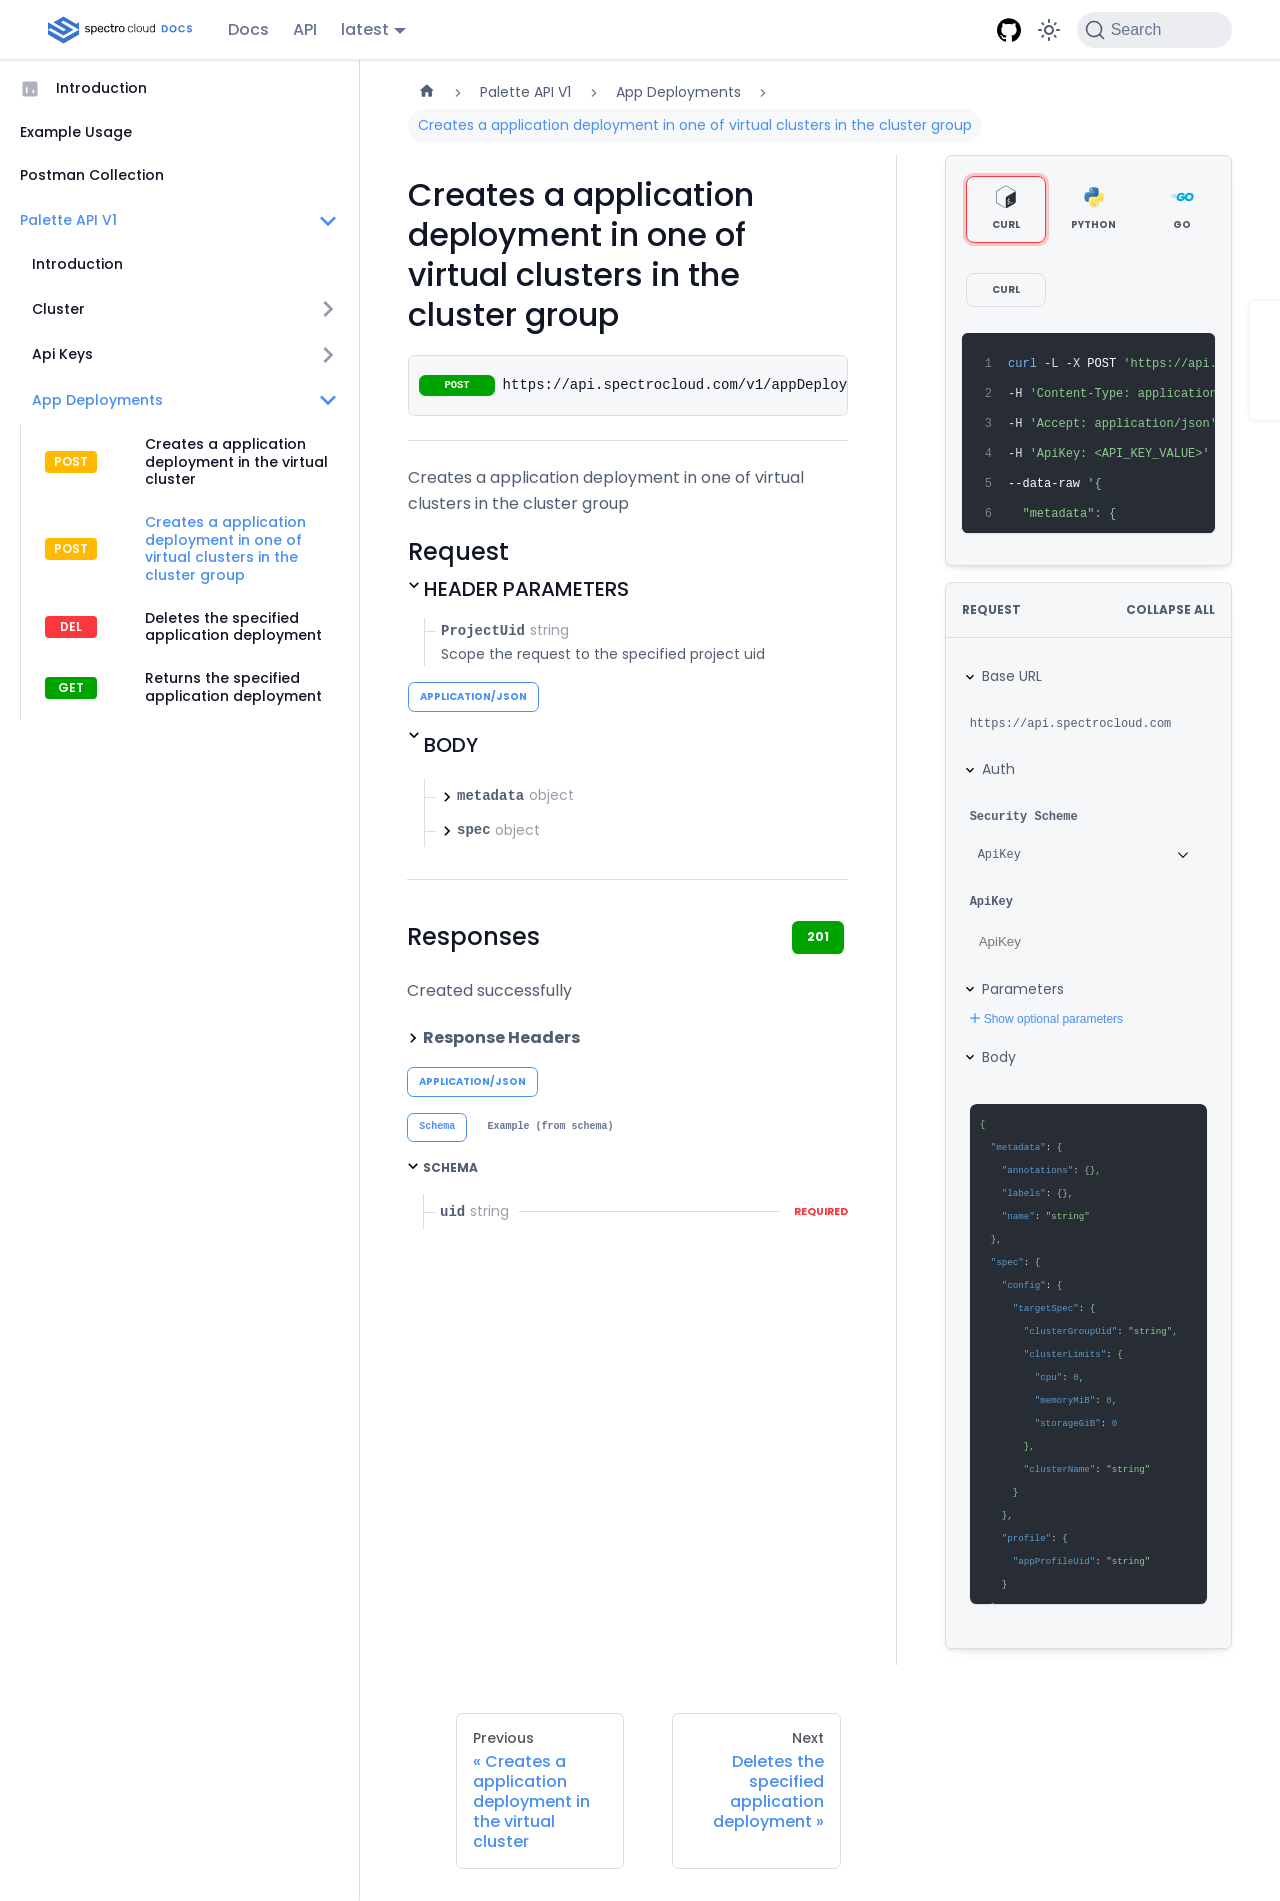 spectro cloud DOCS
Docs
API
latest
Search
Introduction
Example Usage
Postman Collection
Palette API V1
Introduction
Cluster
Api Keys
App Deployments
POST
Creates a application
deployment in the virtual
cluster
POST
Creates a application
deployment in one of
virtual clusters in the
cluster group
DEL
Deletes the specified
application deployment
GET
Returns the specified
application deployment
Palette API V1
App Deployments
Creates a application deployment in one of virtual clusters in the cluster group
Creates a application
deployment in one of
virtual clusters in the
cluster group
POST
https://api.spectrocloud.com/v1/appDeploy
Creates a application deployment in one of virtual
clusters in the cluster group
Request
HEADER PARAMETERS
ProjectUid string
Scope the request to the specified project uid
APPLICATION/JSON
BODY
metadata object
spec object
Responses
201
Created successfully
Response Headers
APPLICATION/JSON
Schema
Example (from schema)
SCHEMA
uid string
REQUIRED
CURL
PYTHON
GO
CURL
1 curl -L -X POST 'https://api.
2 -H 'Content-Type: application
3 -H 'Accept: application/json'
4 -H 'ApiKey: <API_KEY_VALUE>'
5 --data-raw '{
6 "metadata": {
REQUEST
COLLAPSE ALL
Base URL
https://api.spectrocloud.com
Auth
Security Scheme
ApiKey
ApiKey
ApiKey
Parameters
Show optional parameters
Body
{
"metadata": {
"annotations": {},
"labels": {},
"name": "string"
},
"spec": {
"config": {
"targetSpec": {
"clusterGroupUid": "string",
"clusterLimits": {
"cpu": 0,
"memoryMiB": 0,
"storageGiB": 0
},
"clusterName": "string"
}
},
"profile": {
"appProfileUid": "string"
}
Previous
« Creates a
application
deployment in
the virtual
cluster
Next
Deletes the
specified
application
deployment »